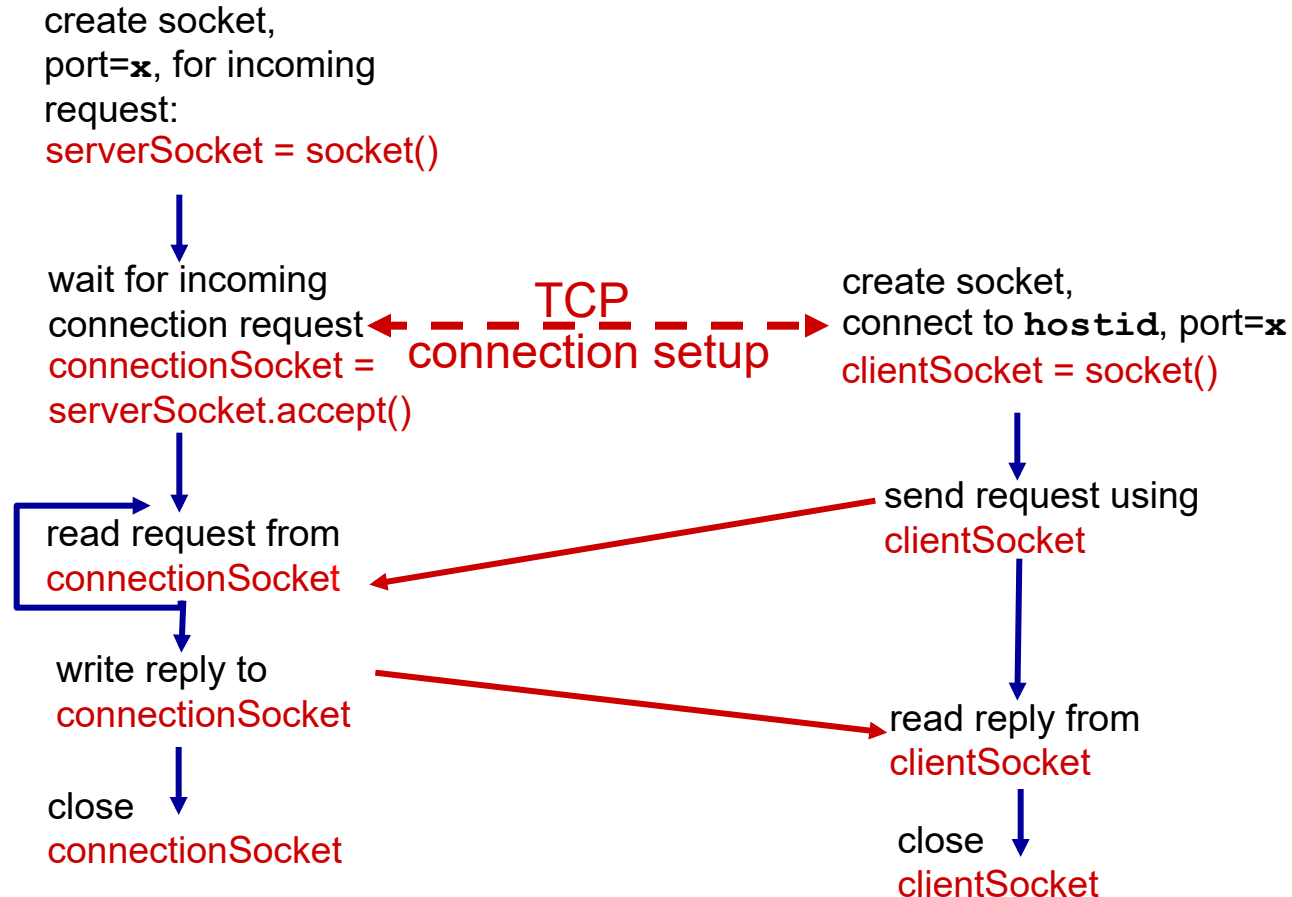 create socket,
port=x, for incoming
request:
serverSocket = socket()
wait for incoming
connection request
connectionSocket =
serverSocket.accept()
TCP
connection setup
create socket,
connect to hostid, port=x
clientSocket = socket()
send request using
clientSocket
read request from
connectionSocket
write reply to
connectionSocket
read reply from
clientSocket
close
connectionSocket
close
clientSocket